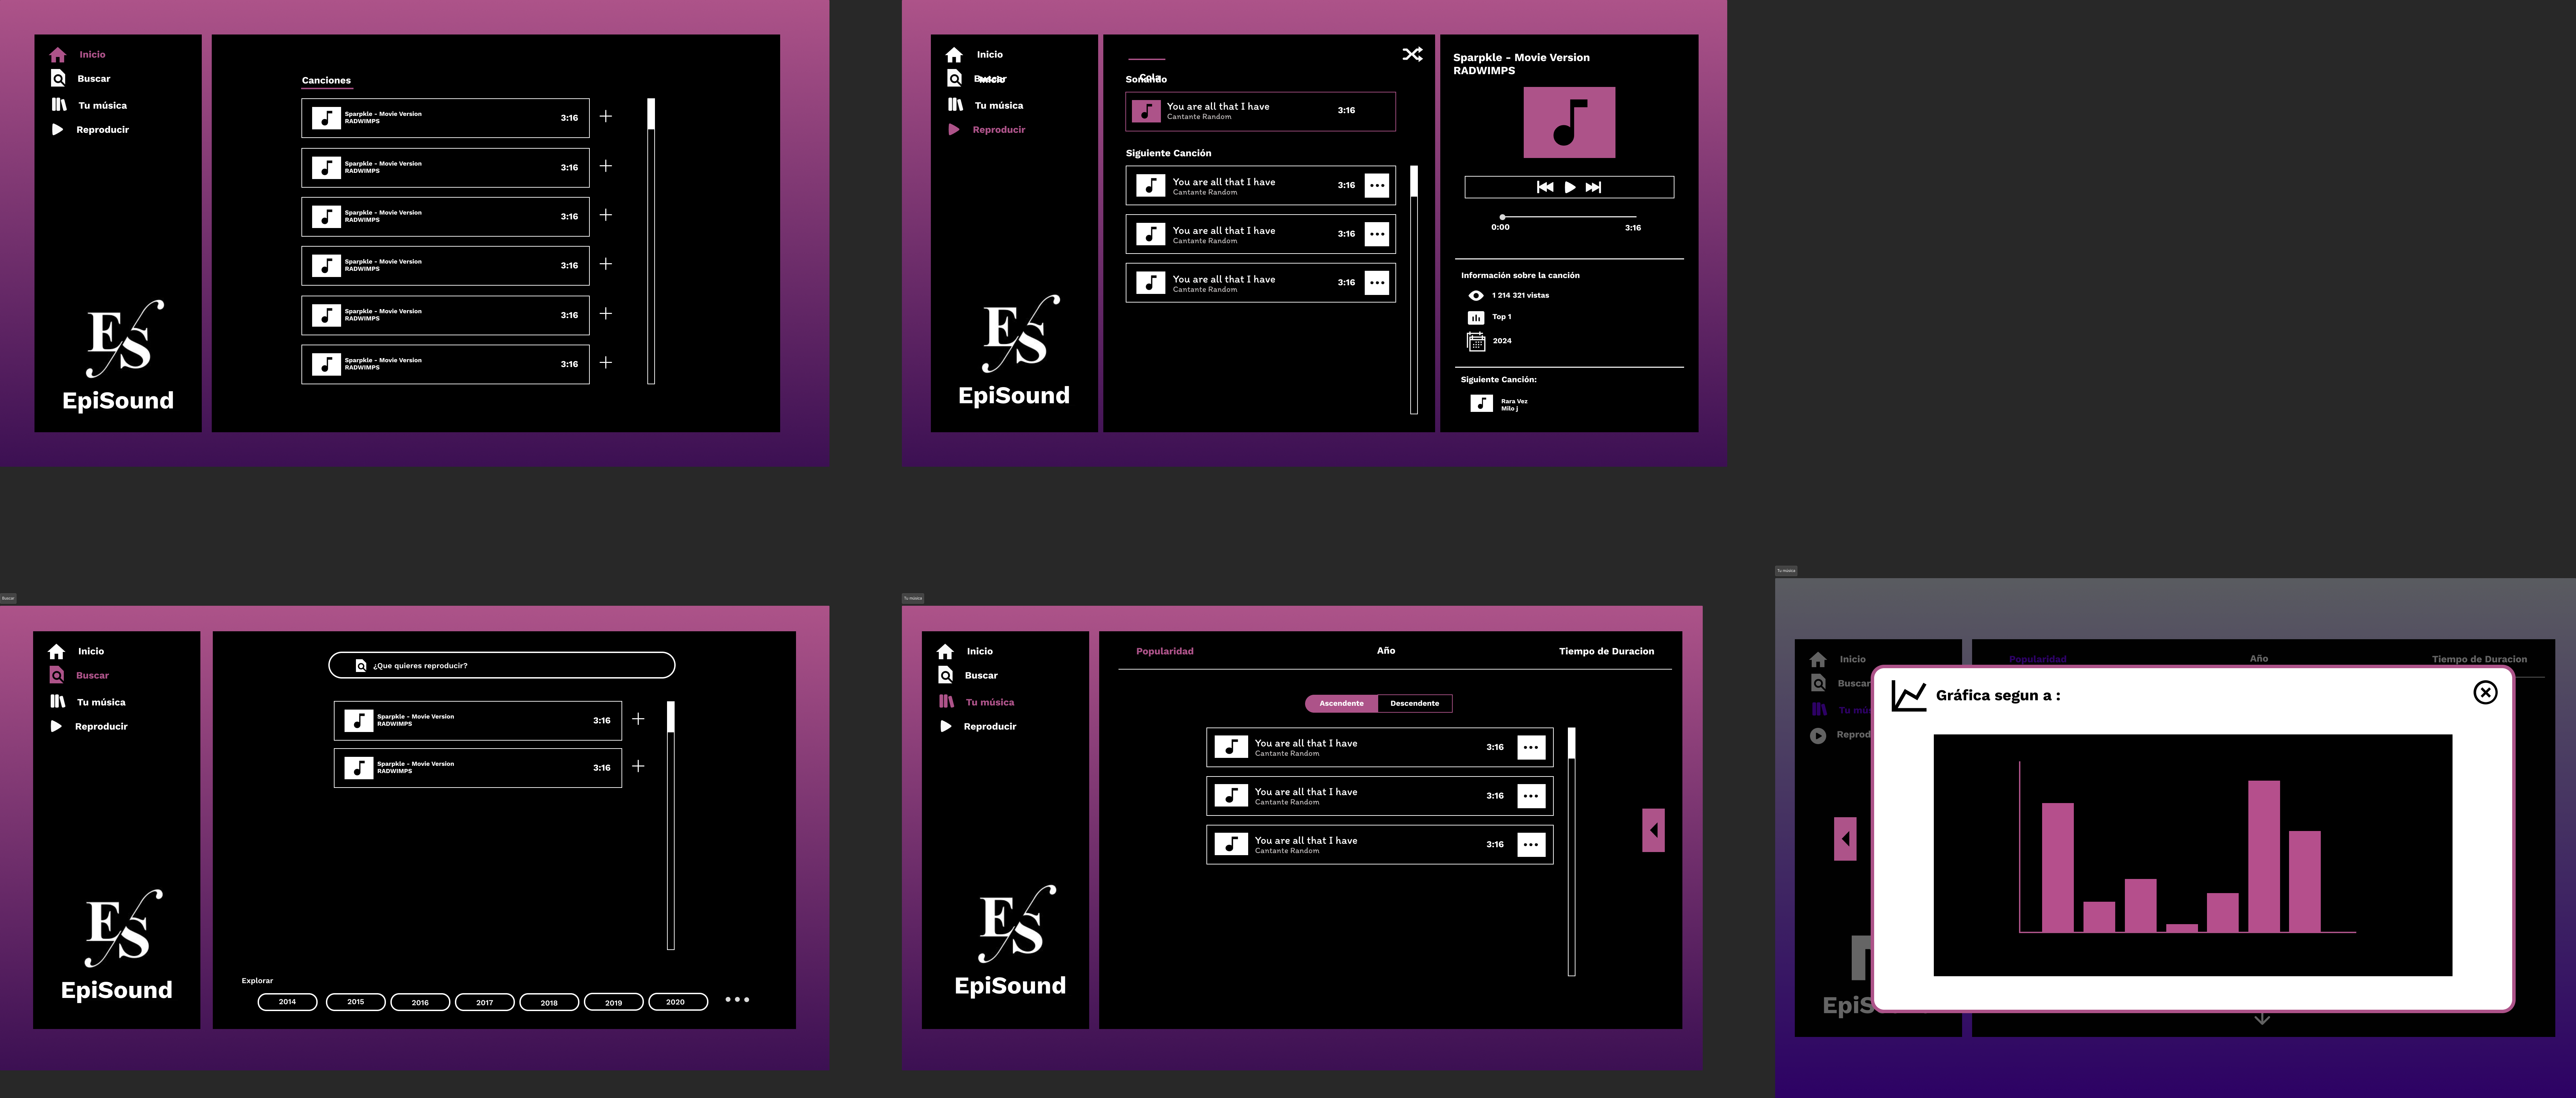 Inicio
Buscar
Tu música
Reproducir
ES
EpiSound
Canciones
Sparpkle - Movie Version
RADWIMPS
3:16
Sparpkle - Movie Version
RADWIMPS
3:16
Sparpkle - Movie Version
RADWIMPS
3:16
Sparpkle - Movie Version
RADWIMPS
3:16
Sparpkle - Movie Version
RADWIMPS
3:16
Sparpkle - Movie Version
RADWIMPS
3:16
Inicio
Buscar
Inicio
Tu música
Reproducir
ES
EpiSound
Cola
Sonando
You are all that I have
Cantante Random
3:16
Siguiente Canción
You are all that I have
Cantante Random
3:16
You are all that I have
Cantante Random
3:16
You are all that I have
Cantante Random
3:16
Sparpkle - Movie Version
RADWIMPS
0:00
3:16
Información sobre la canción
1 214 321 vistas
Top 1
2024
Siguiente Canción:
Rara Vez
Milo j
Buscar
Inicio
Buscar
Tu música
Reproducir
ES
EpiSound
¿Que quieres reproducir?
Sparpkle - Movie Version
RADWIMPS
3:16
Sparpkle - Movie Version
RADWIMPS
3:16
Explorar
2014 2015 2016 2017 2018 2019 2020
Tu música
Inicio
Buscar
Tu música
Reproducir
ES
EpiSound
Popularidad Año Tiempo de Duracion
Ascendente Descendente
You are all that I have
Cantante Random
3:16
You are all that I have
Cantante Random
3:16
You are all that I have
Cantante Random
3:16
Tu música
Inicio
Buscar
Tu mú
Reprod
EpiS
Popularidad Año Tiempo de Duracion
Gráfica segun a :